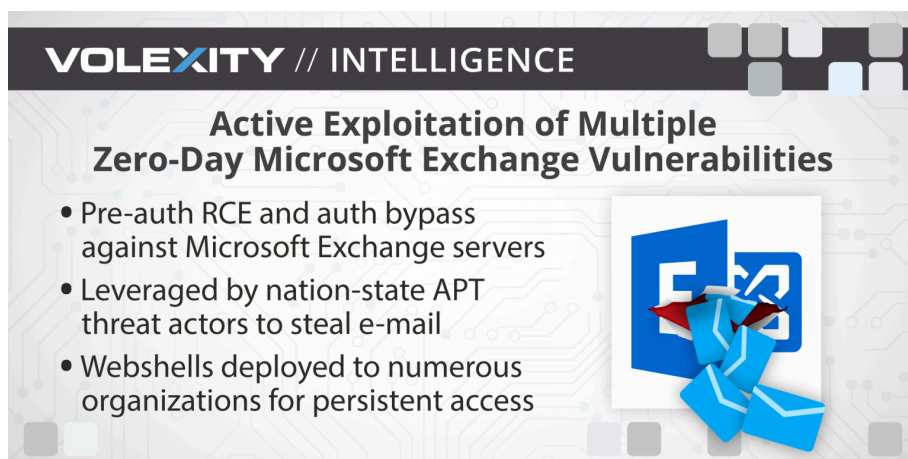 VOLEXITY // INTELLIGENCE
Active Exploitation of Multiple
Zero-Day Microsoft Exchange Vulnerabilities
• Pre-auth RCE and auth bypass
against Microsoft Exchange servers
• Leveraged by nation-state APT
threat actors to steal e-mail
• Webshells deployed to numerous
organizations for persistent access
E